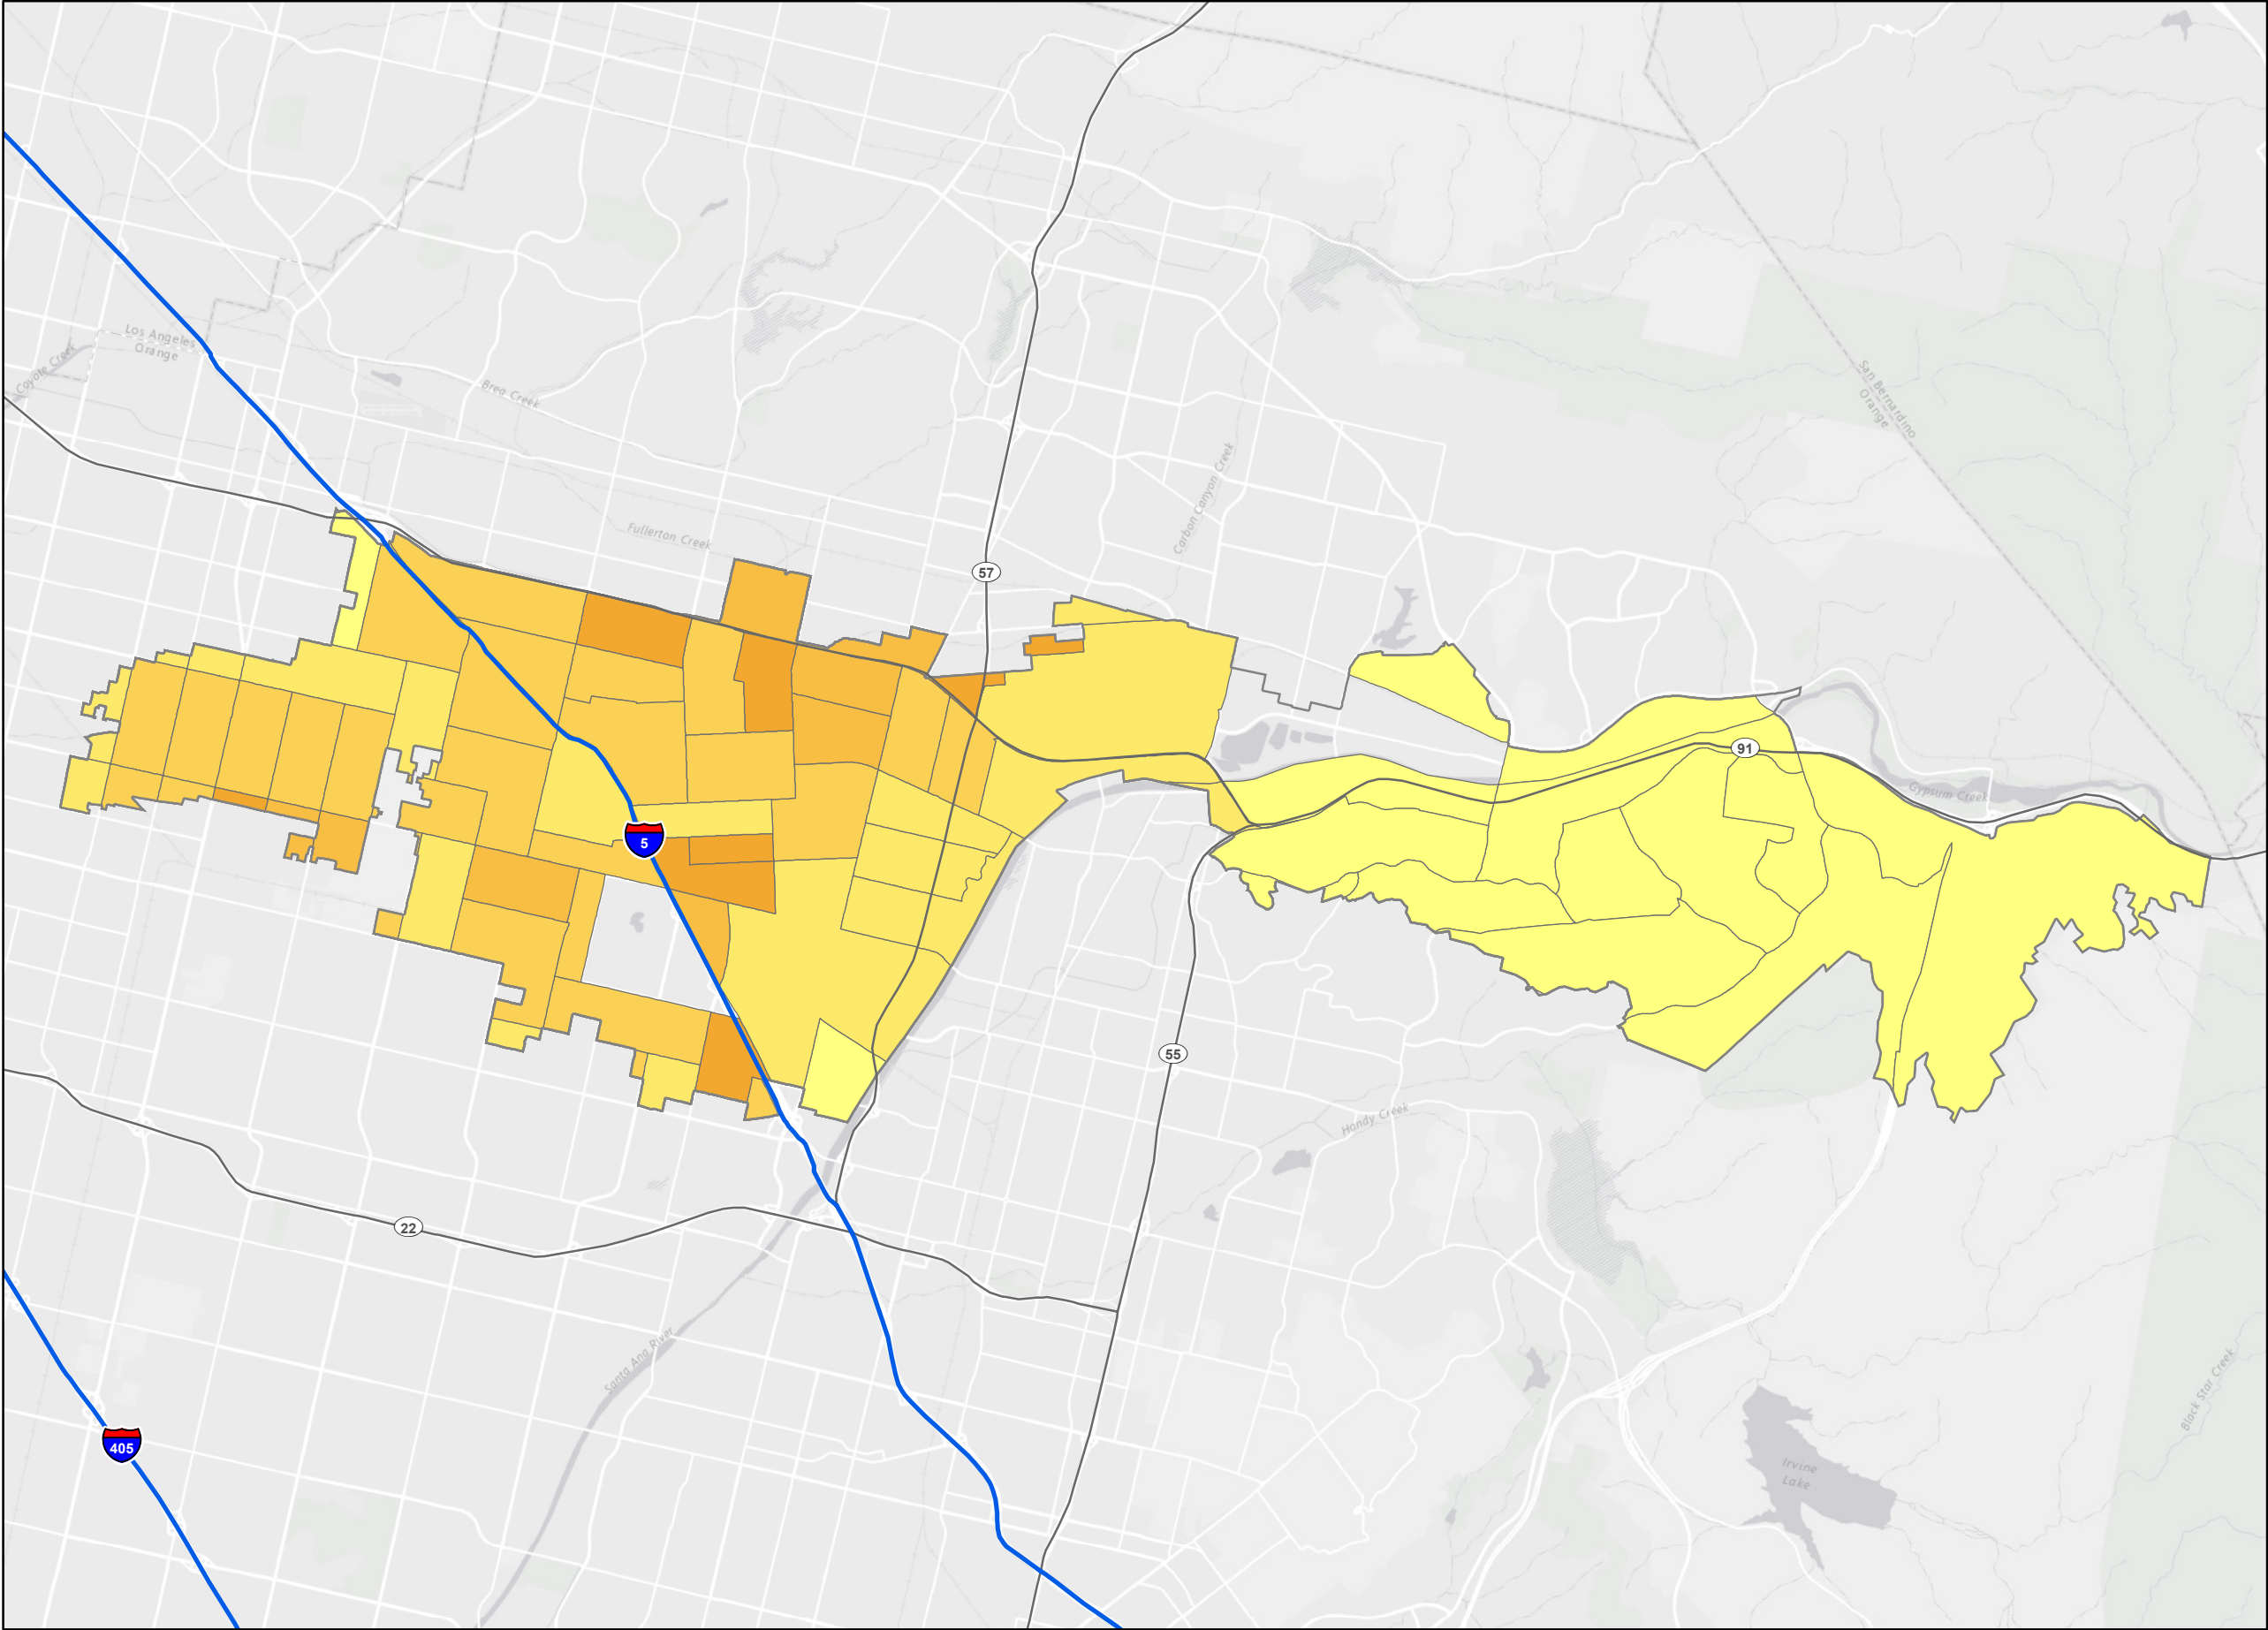 Los Angeles
Orange
Coyote Creek
Brea Creek
San Bernardino
Orange
Carbon Canyon Creek
Fullerton Creek
57
91
Gypsum Creek
5
55
Handy Creek
22
Santa Ana River
Black Star Creek
405
Irvine
Lake